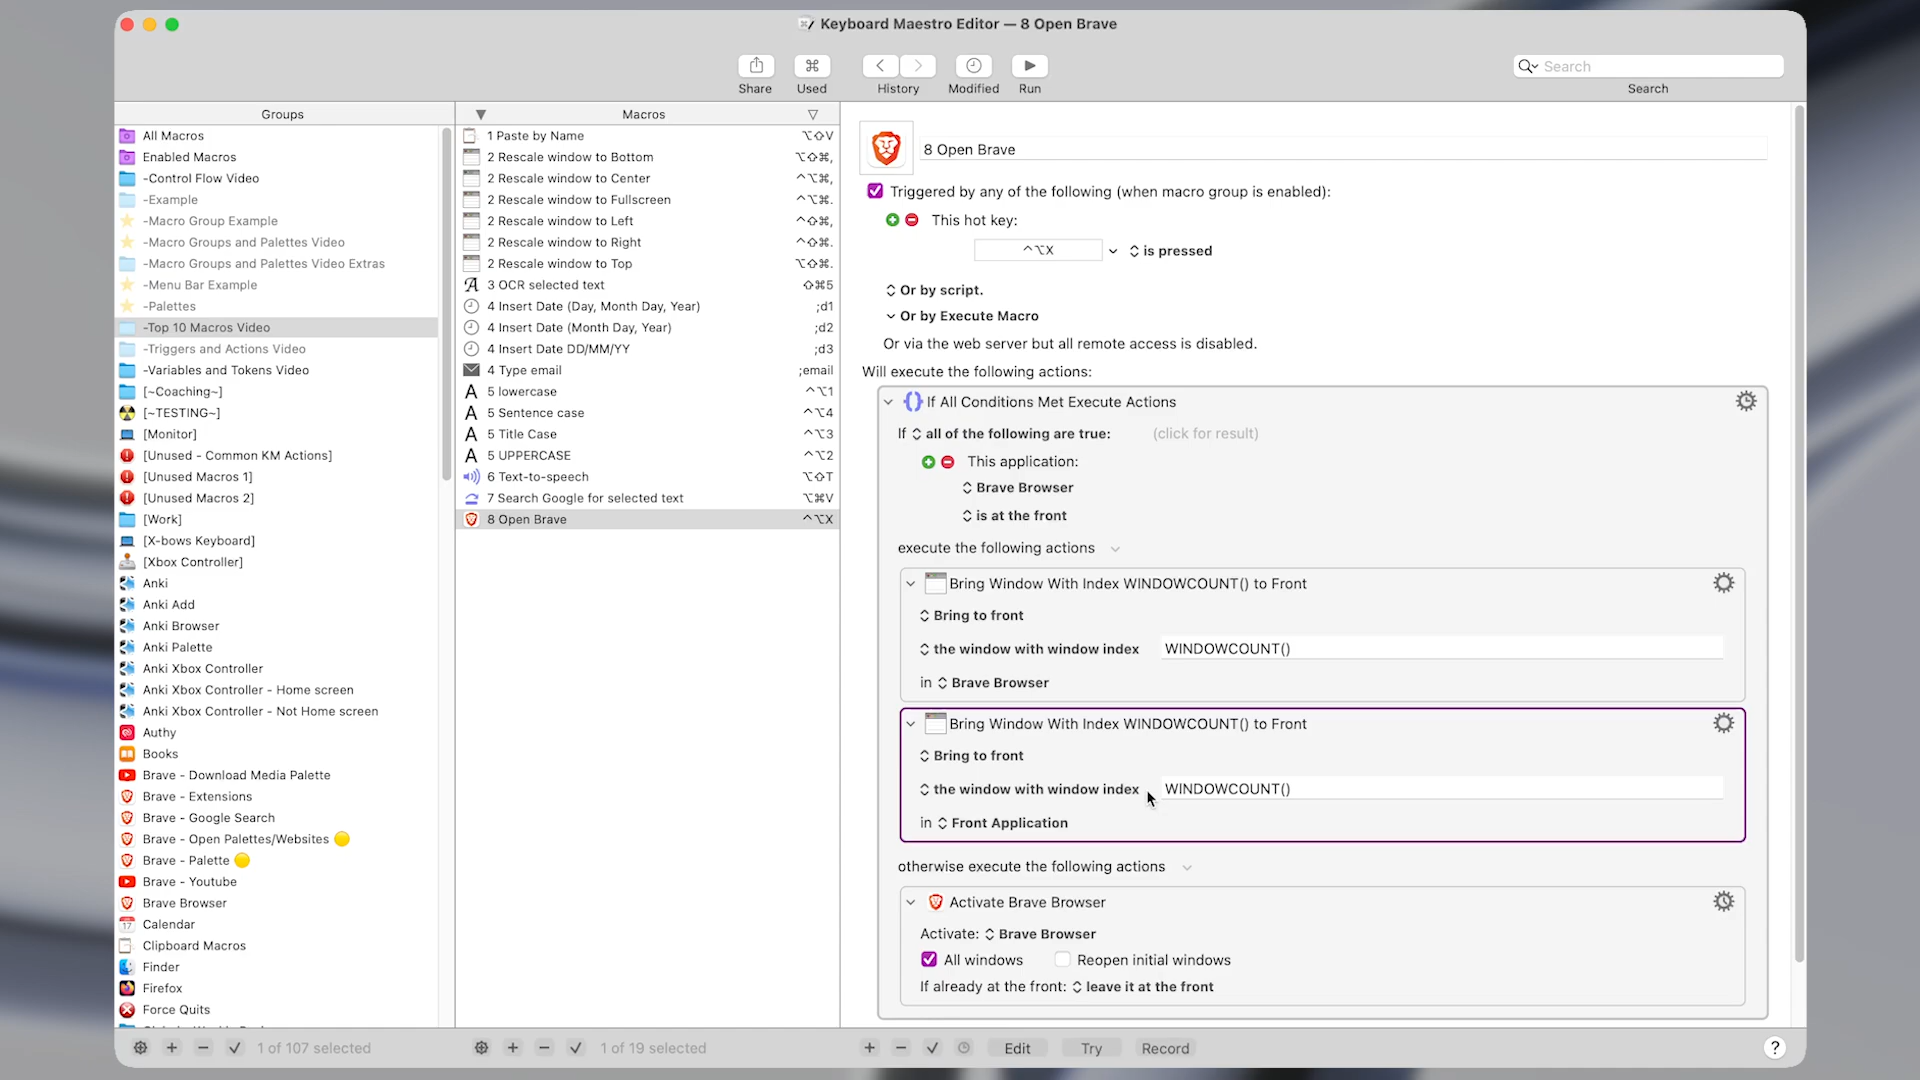 Keyboard Maestro Editor — 8 Open Brave
Share
Used
History
Modified
Run
Search
Search
Groups
All Macros
Enabled Macros
-Control Flow Video
-Example
-Macro Group Example
-Macro Groups and Palettes Video
-Macro Groups and Palettes Video Extras
-Menu Bar Example
-Palettes
-Top 10 Macros Video
-Triggers and Actions Video
-Variables and Tokens Video
[~Coaching~]
[~TESTING~]
[Monitor]
[Unused - Common KM Actions]
[Unused Macros 1]
[Unused Macros 2]
[Work]
[X-bows Keyboard]
[Xbox Controller]
Anki
Anki Add
Anki Browser
Anki Palette
Anki Xbox Controller
Anki Xbox Controller - Home screen
Anki Xbox Controller - Not Home screen
Authy
Books
Brave - Download Media Palette
Brave - Extensions
Brave - Google Search
Brave - Open Palettes/Websites
Brave - Palette
Brave - Youtube
Brave Browser
Calendar
Clipboard Macros
Finder
Firefox
Force Quits
1 of 107 selected
Macros
1 Paste by Name ⌥⇧V
2 Rescale window to Bottom ⌥⇧⌘,
2 Rescale window to Center ^⌥⌘,
2 Rescale window to Fullscreen ^⌥⌘.
2 Rescale window to Left ^⇧⌘,
2 Rescale window to Right ^⇧⌘.
2 Rescale window to Top ⌥⇧⌘.
3 OCR selected text ⇧⌘5
4 Insert Date (Day, Month Day, Year) ;d1
4 Insert Date (Month Day, Year) ;d2
4 Insert Date DD/MM/YY ;d3
4 Type email ;email
5 lowercase ^⌥1
5 Sentence case ^⌥4
5 Title Case ^⌥3
5 UPPERCASE ^⌥2
6 Text-to-speech ⌥⇧T
7 Search Google for selected text ⌥⌘V
8 Open Brave ^⌥X
1 of 19 selected
8 Open Brave
Triggered by any of the following (when macro group is enabled):
This hot key:
^⌥X is pressed
Or by script.
Or by Execute Macro
Or via the web server but all remote access is disabled.
Will execute the following actions:
If All Conditions Met Execute Actions
If all of the following are true: (click for result)
This application:
Brave Browser
is at the front
execute the following actions
Bring Window With Index WINDOWCOUNT() to Front
Bring to front
the window with window index WINDOWCOUNT()
in Brave Browser
Bring Window With Index WINDOWCOUNT() to Front
Bring to front
the window with window index WINDOWCOUNT()
in Front Application
otherwise execute the following actions
Activate Brave Browser
Activate: Brave Browser
All windows Reopen initial windows
If already at the front: leave it at the front
Edit Try Record ?